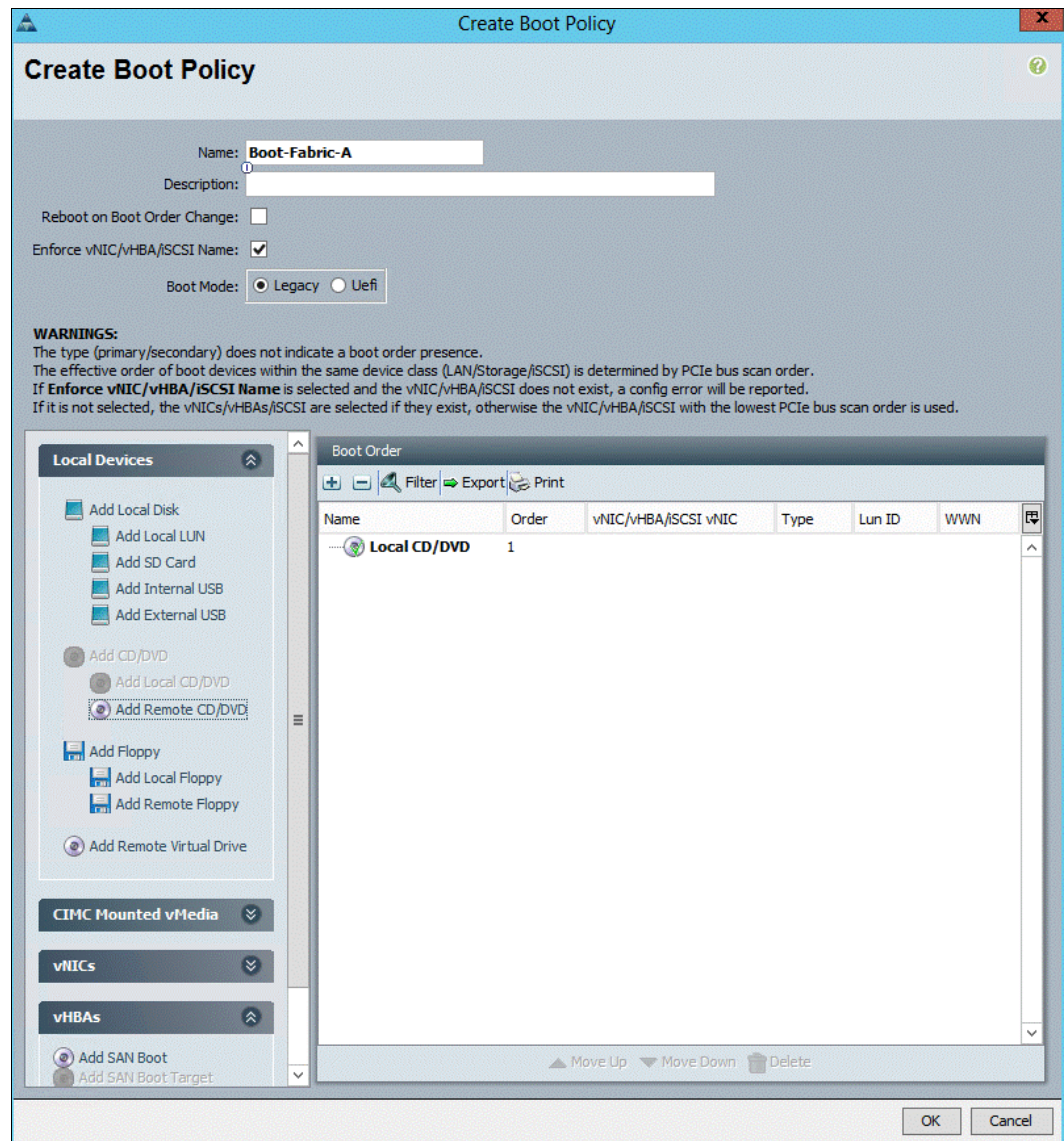 Create Boot Policy
Create Boot Policy
Name: Boot-Fabric-A
Description:
Reboot on Boot Order Change:
Enforce vNIC/vHBA/iSCSI Name:
Boot Mode: Legacy Uefi
WARNINGS:
The type (primary/secondary) does not indicate a boot order presence.
The effective order of boot devices within the same device class (LAN/Storage/iSCSI) is determined by PCIe bus scan order.
If Enforce vNIC/vHBA/iSCSI Name is selected and the vNIC/vHBA/iSCSI does not exist, a config error will be reported.
If it is not selected, the vNICs/vHBAs/iSCSI are selected if they exist, otherwise the vNIC/vHBA/iSCSI with the lowest PCIe bus scan order is used.
Local Devices
Add Local Disk
Add Local LUN
Add SD Card
Add Internal USB
Add External USB
Add CD/DVD
Add Local CD/DVD
Add Remote CD/DVD
Add Floppy
Add Local Floppy
Add Remote Floppy
Add Remote Virtual Drive
CIMC Mounted vMedia
vNICs
vHBAs
Add SAN Boot
Add SAN Boot Target
Boot Order
Filter Export Print
Name Order vNIC/vHBA/iSCSI vNIC Type Lun ID WWN
Local CD/DVD 1
Move Up Move Down Delete
OK Cancel